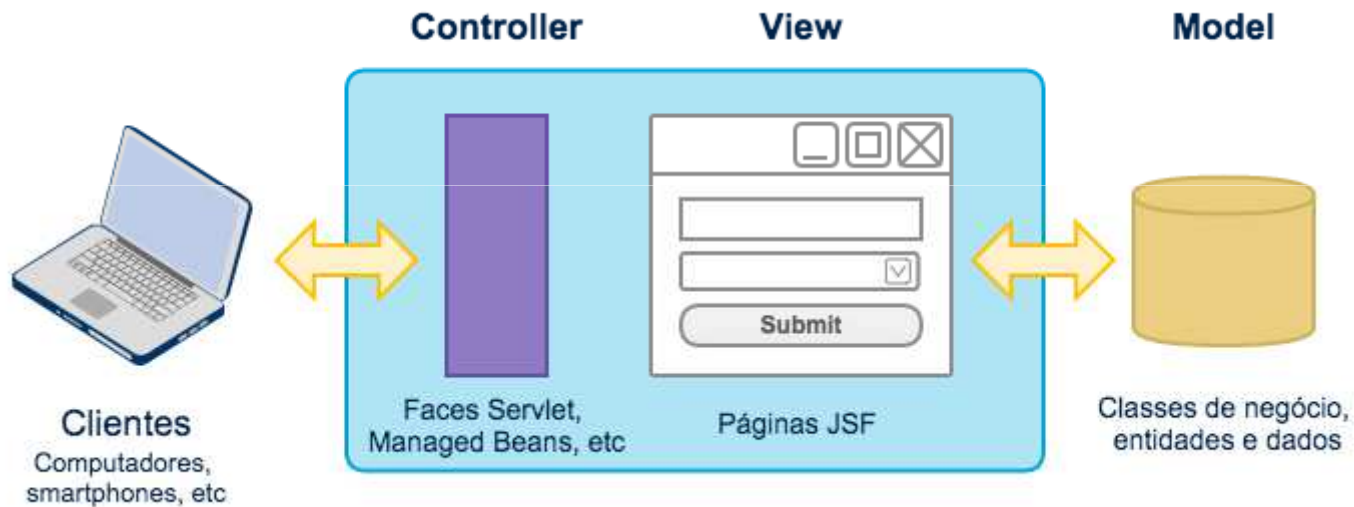 Controller
View
Model
Submit
Clientes
Computadores,
smartphones, etc
Faces Servlet,
Managed Beans, etc
Páginas JSF
Classes de negócio,
entidades e dados